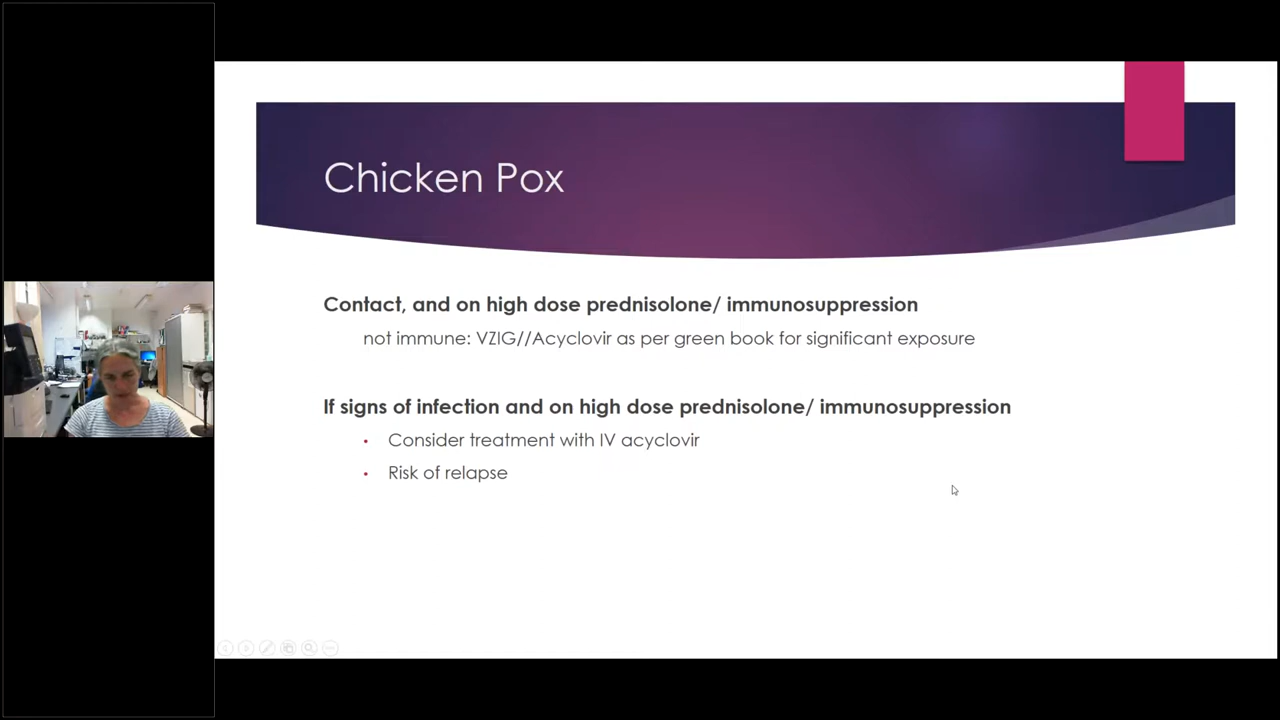 Chicken Pox
Contact, and on high dose prednisolone/ immunosuppression
not immune: VZIG//Acyclovir as per green book for significant exposure
If signs of infection and on high dose prednisolone/ immunosuppression
• Consider treatment with IV acyclovir
• Risk of relapse